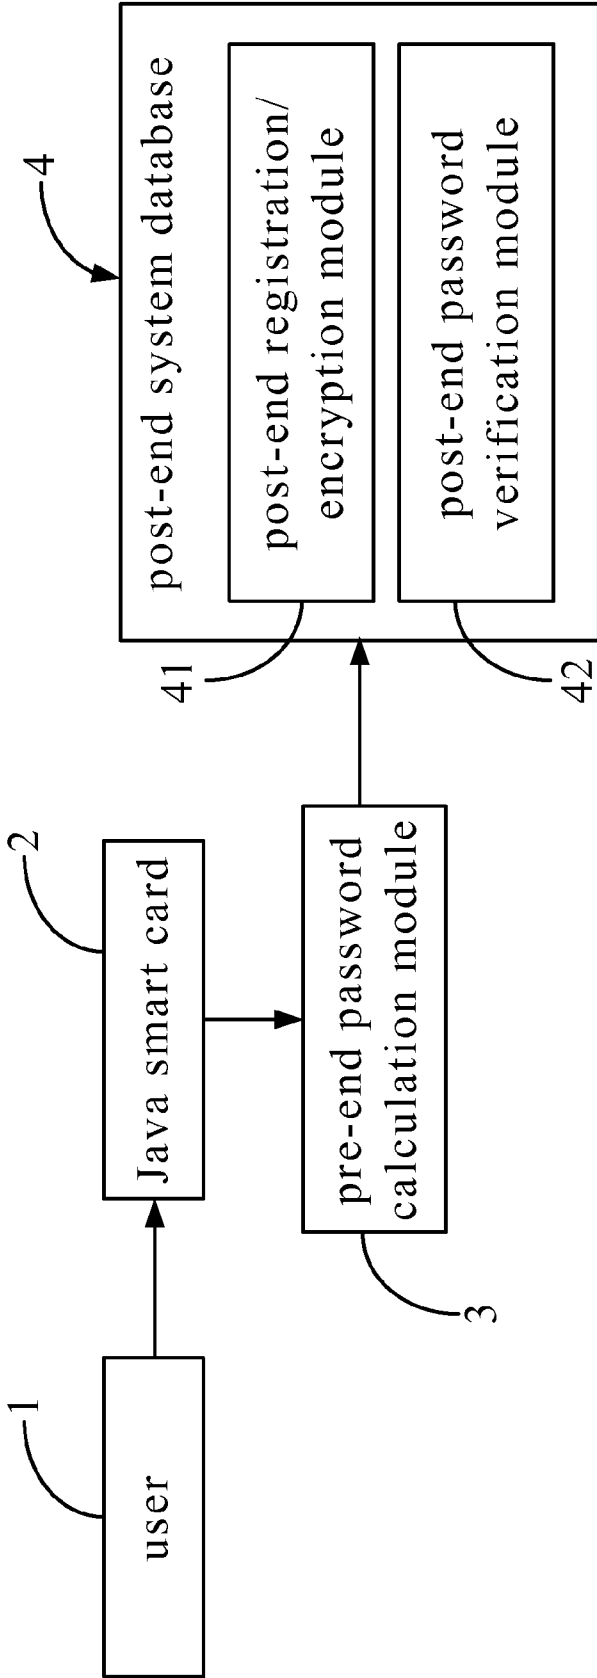 1
user
2
Java smart card
3
pre-end password
calculation module
4
post-end system database
41
post-end registration/
encryption module
42
post-end password
verification module